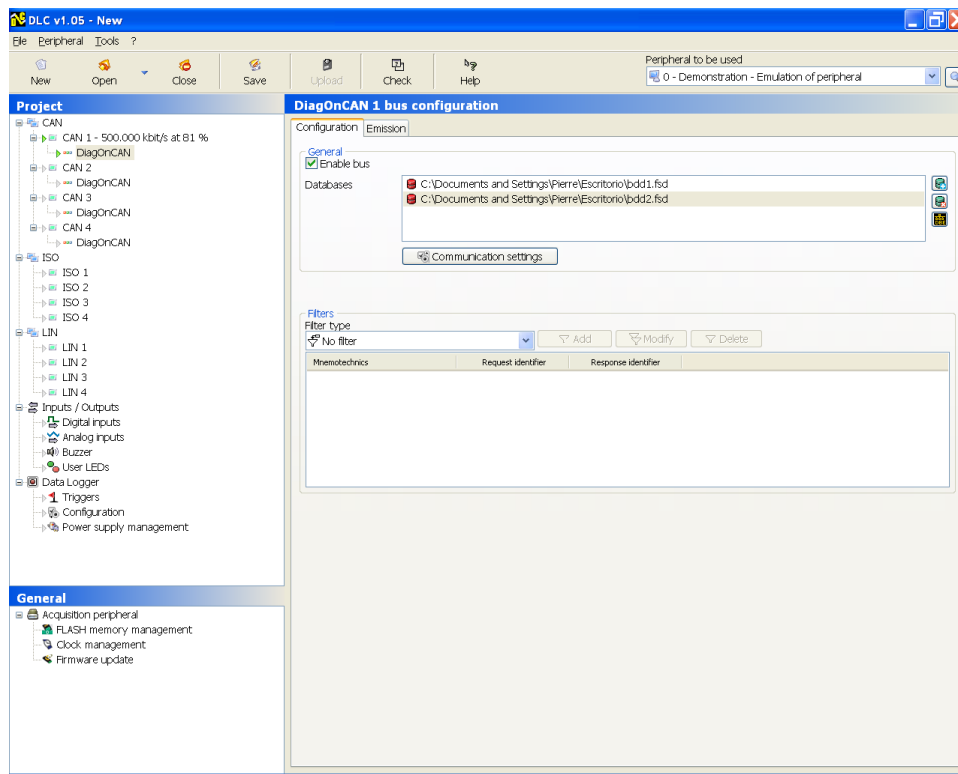 DLC v1.05 - New
File Peripheral Tools ?
New Open Close Save Upload Check Help
Peripheral to be used
0 - Demonstration - Emulation of peripheral
Project
CAN
CAN 1 - 500.000 kbit/s at 81 %
DiagOnCAN
CAN 2
DiagOnCAN
CAN 3
DiagOnCAN
CAN 4
DiagOnCAN
ISO
ISO 1
ISO 2
ISO 3
ISO 4
LIN
LIN 1
LIN 2
LIN 3
LIN 4
Inputs / Outputs
Digital inputs
Analog inputs
Buzzer
User LEDs
Data Logger
Triggers
Configuration
Power supply management
General
Acquisition peripheral
FLASH memory management
Clock management
Firmware update
DiagOnCAN 1 bus configuration
Configuration Emission
General
Enable bus
Databases
C:\Documents and Settings\Pierre\Escritorio\bdd1.fsd
C:\Documents and Settings\Pierre\Escritorio\bdd2.fsd
Communication settings
Filters
Filter type
No filter Add Modify Delete
Mnemotechnics Request identifier Response identifier